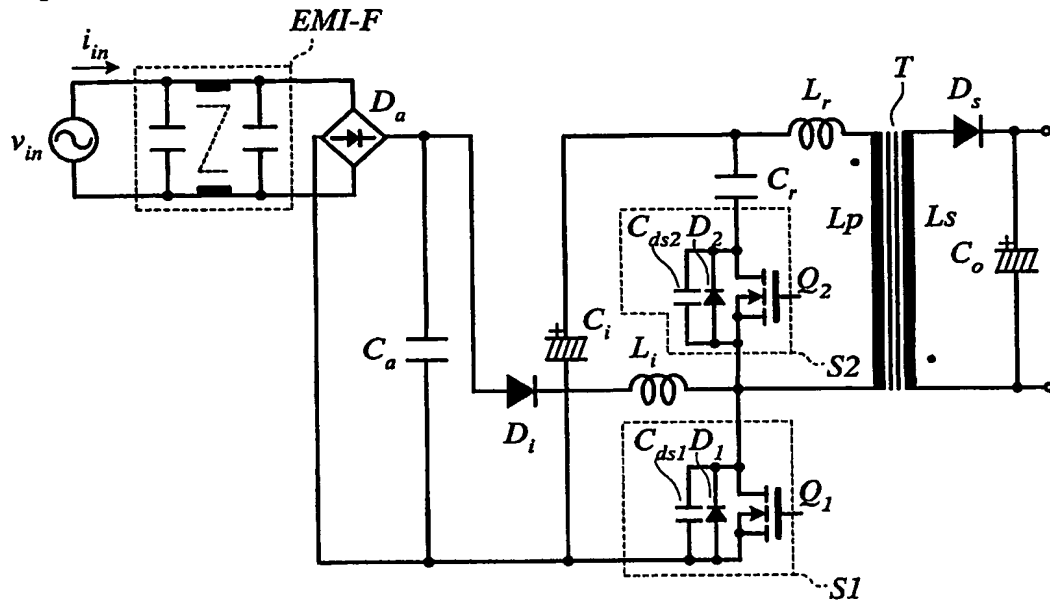 EMI-F
i_in
D_a
v_in
L_r
T
D_s
C_r
Lp
Ls
C_ds2
D_2
Q_2
C_o
+
C_i
+
C_a
L_i
S2
D_i
C_ds1
D_1
Q_1
S1